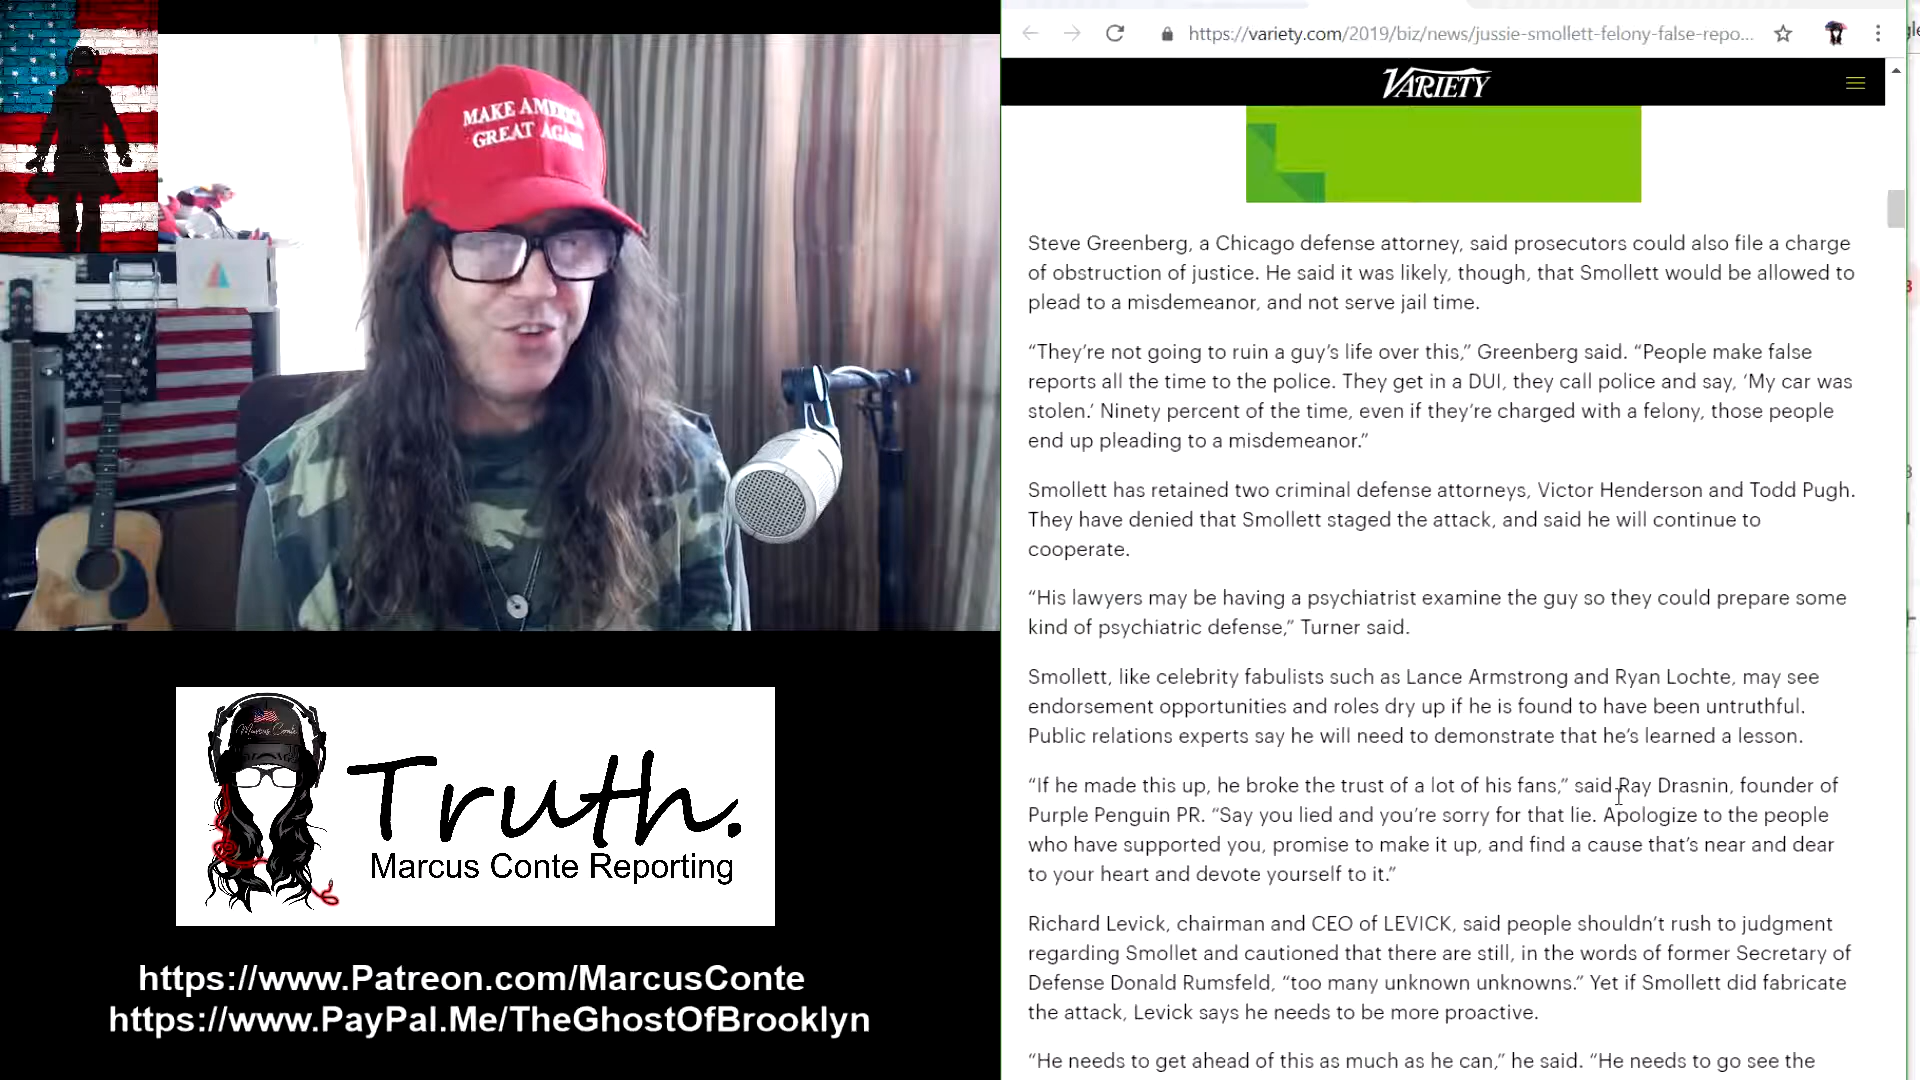 MAKE AMERICA
GREAT AGAIN
Marcus Conte
Truth.
Marcus Conte Reporting
https://www.Patreon.com/MarcusConte
https://www.PayPal.Me/TheGhostOfBrooklyn
https://variety.com/2019/biz/news/jussie-smollett-felony-false-repo...
VARIETY
Steve Greenberg, a Chicago defense attorney, said prosecutors could also file a charge
of obstruction of justice. He said it was likely, though, that Smollett would be allowed to
plead to a misdemeanor, and not serve jail time.
“They’re not going to ruin a guy’s life over this,” Greenberg said. “People make false
reports all the time to the police. They get in a DUI, they call police and say, ‘My car was
stolen.’ Ninety percent of the time, even if they’re charged with a felony, those people
end up pleading to a misdemeanor.”
Smollett has retained two criminal defense attorneys, Victor Henderson and Todd Pugh.
They have denied that Smollett staged the attack, and said he will continue to
cooperate.
“His lawyers may be having a psychiatrist examine the guy so they could prepare some
kind of psychiatric defense,” Turner said.
Smollett, like celebrity fabulists such as Lance Armstrong and Ryan Lochte, may see
endorsement opportunities and roles dry up if he is found to have been untruthful.
Public relations experts say he will need to demonstrate that he’s learned a lesson.
“If he made this up, he broke the trust of a lot of his fans,” said Ray Drasnin, founder of
Purple Penguin PR. “Say you lied and you’re sorry for that lie. Apologize to the people
who have supported you, promise to make it up, and find a cause that’s near and dear
to your heart and devote yourself to it.”
Richard Levick, chairman and CEO of LEVICK, said people shouldn’t rush to judgment
regarding Smollet and cautioned that there are still, in the words of former Secretary of
Defense Donald Rumsfeld, “too many unknown unknowns.” Yet if Smollett did fabricate
the attack, Levick says he needs to be more proactive.
“He needs to get ahead of this as much as he can,” he said. “He needs to go see the